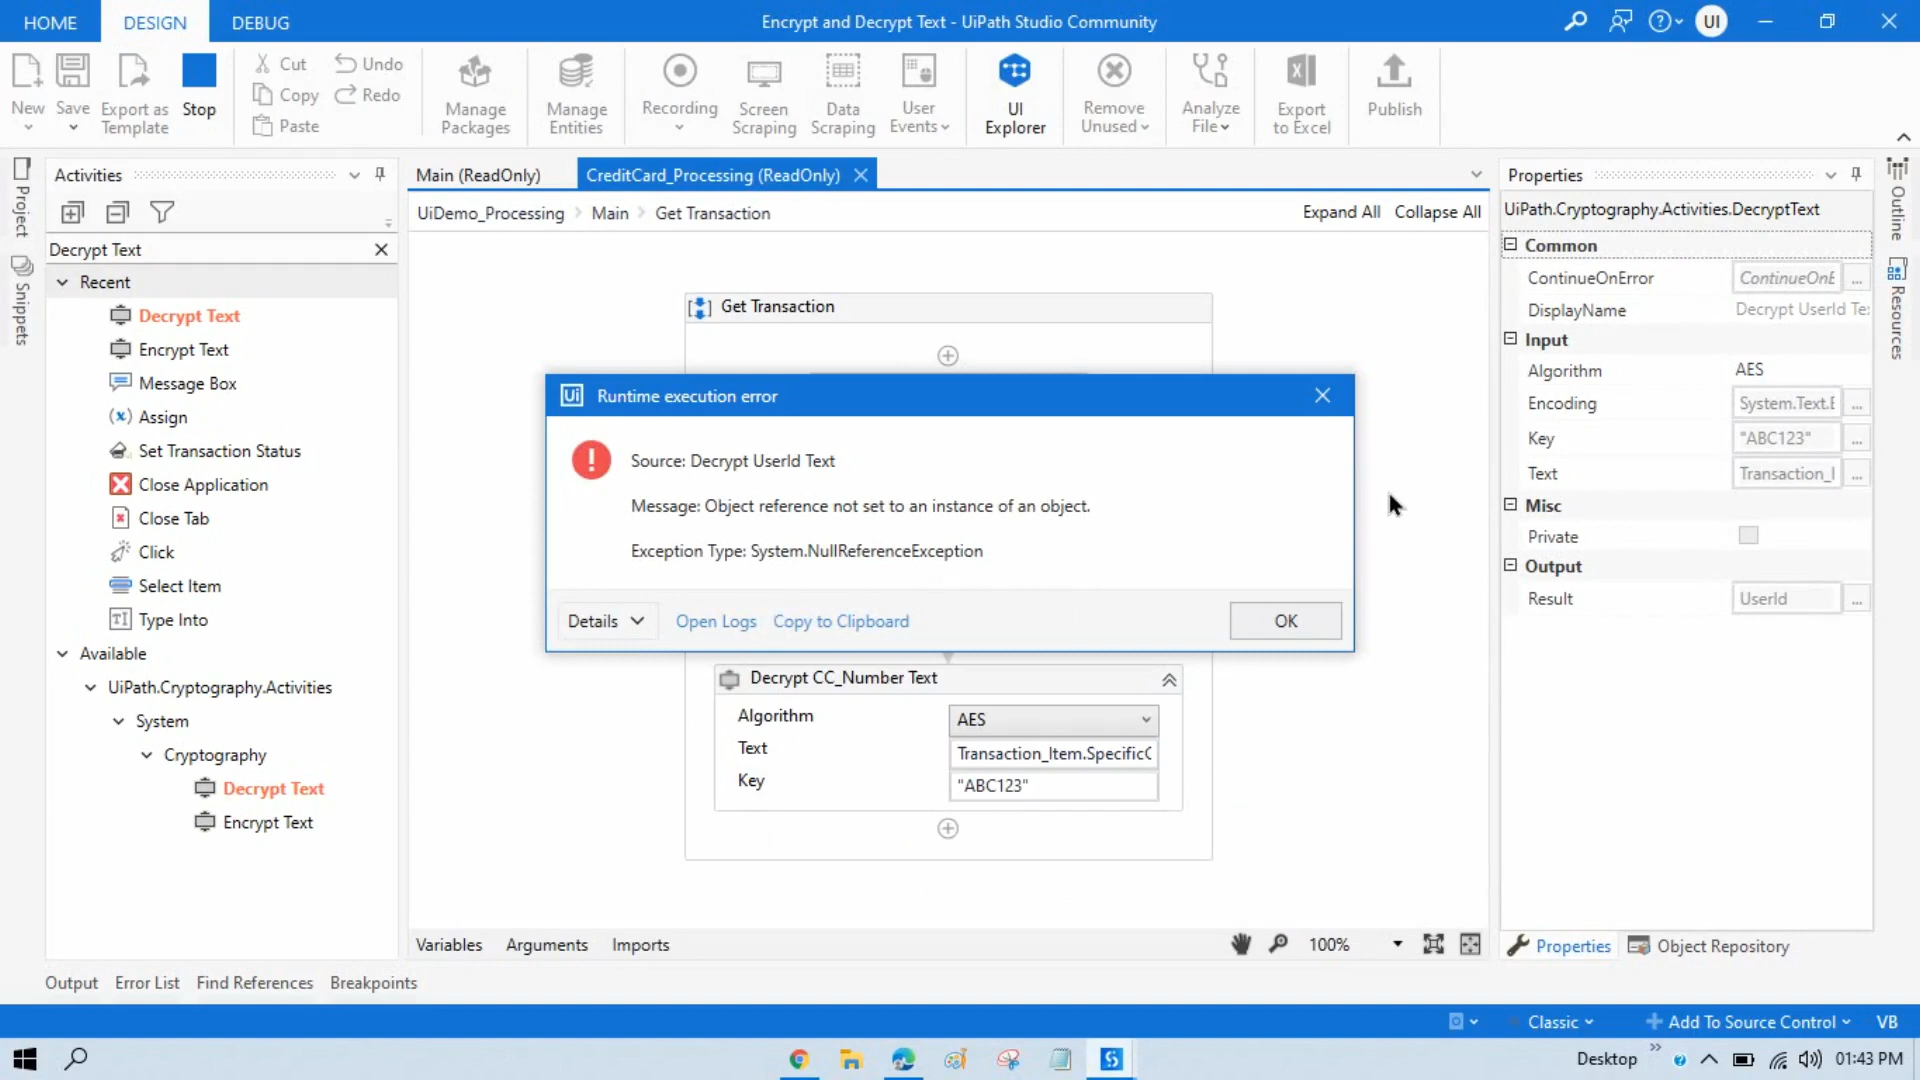 HOME
DESIGN
DEBUG
Encrypt and Decrypt Text - UiPath Studio Community
UI
New
Save
Export as Template
Stop
Cut
Copy
Paste
Undo
Redo
Manage Packages
Manage Entities
Recording
Screen Scraping
Data Scraping
User Events
UI Explorer
Remove Unused
Analyze File
Export to Excel
Publish
Project
Snippets
Activities
Decrypt Text
Recent
Decrypt Text
Encrypt Text
Message Box
Assign
Set Transaction Status
Close Application
Close Tab
Click
Select Item
Type Into
Available
UiPath.Cryptography.Activities
System
Cryptography
Decrypt Text
Encrypt Text
Main (ReadOnly)
CreditCard_Processing (ReadOnly)
UiDemo_Processing
Main
Get Transaction
Expand All
Collapse All
Get Transaction
Ui
Runtime execution error
Source: Decrypt UserId Text
Message: Object reference not set to an instance of an object.
Exception Type: System.NullReferenceException
Details
Open Logs
Copy to Clipboard
OK
Decrypt CC_Number Text
Algorithm
AES
Text
Transaction_Item.SpecificC
Key
"ABC123"
Variables
Arguments
Imports
100%
Properties
UiPath.Cryptography.Activities.DecryptText
Common
ContinueOnError
ContinueOnE
...
DisplayName
Decrypt UserId Te
Input
Algorithm
AES
Encoding
System.Text.E
...
Key
"ABC123"
...
Text
Transaction_I
...
Misc
Private
Output
Result
UserId
...
Properties
Object Repository
Outline
Resources
Output
Error List
Find References
Breakpoints
Classic
Add To Source Control
VB
Desktop
01:43 PM